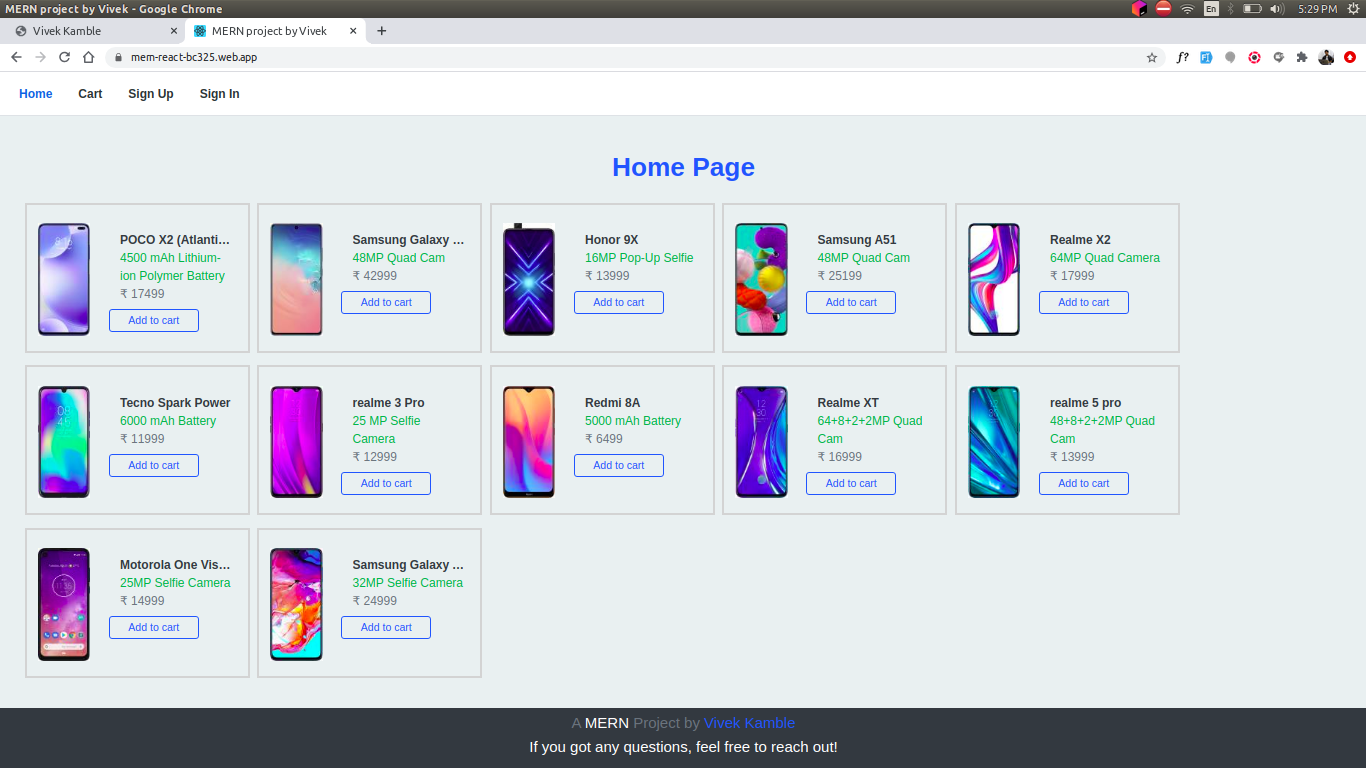 MERN project by Vivek - Google Chrome
En
5:29 PM
Vivek Kamble
MERN project by Vivek
mem-react-bc325.web.app
f?
Home
Cart
Sign Up
Sign In
Home Page
POCO X2 (Atlanti...
4500 mAh Lithium-
ion Polymer Battery
₹ 17499
Add to cart
Samsung Galaxy ...
48MP Quad Cam
₹ 42999
Add to cart
Honor 9X
16MP Pop-Up Selfie
₹ 13999
Add to cart
Samsung A51
48MP Quad Cam
₹ 25199
Add to cart
Realme X2
64MP Quad Camera
₹ 17999
Add to cart
Tecno Spark Power
6000 mAh Battery
₹ 11999
Add to cart
realme 3 Pro
25 MP Selfie
Camera
₹ 12999
Add to cart
Redmi 8A
5000 mAh Battery
₹ 6499
Add to cart
Realme XT
64+8+2+2MP Quad
Cam
₹ 16999
Add to cart
realme 5 pro
48+8+2+2MP Quad
Cam
₹ 13999
Add to cart
Motorola One Vis...
25MP Selfie Camera
₹ 14999
Add to cart
Samsung Galaxy ...
32MP Selfie Camera
₹ 24999
Add to cart
A MERN Project by Vivek Kamble
If you got any questions, feel free to reach out!